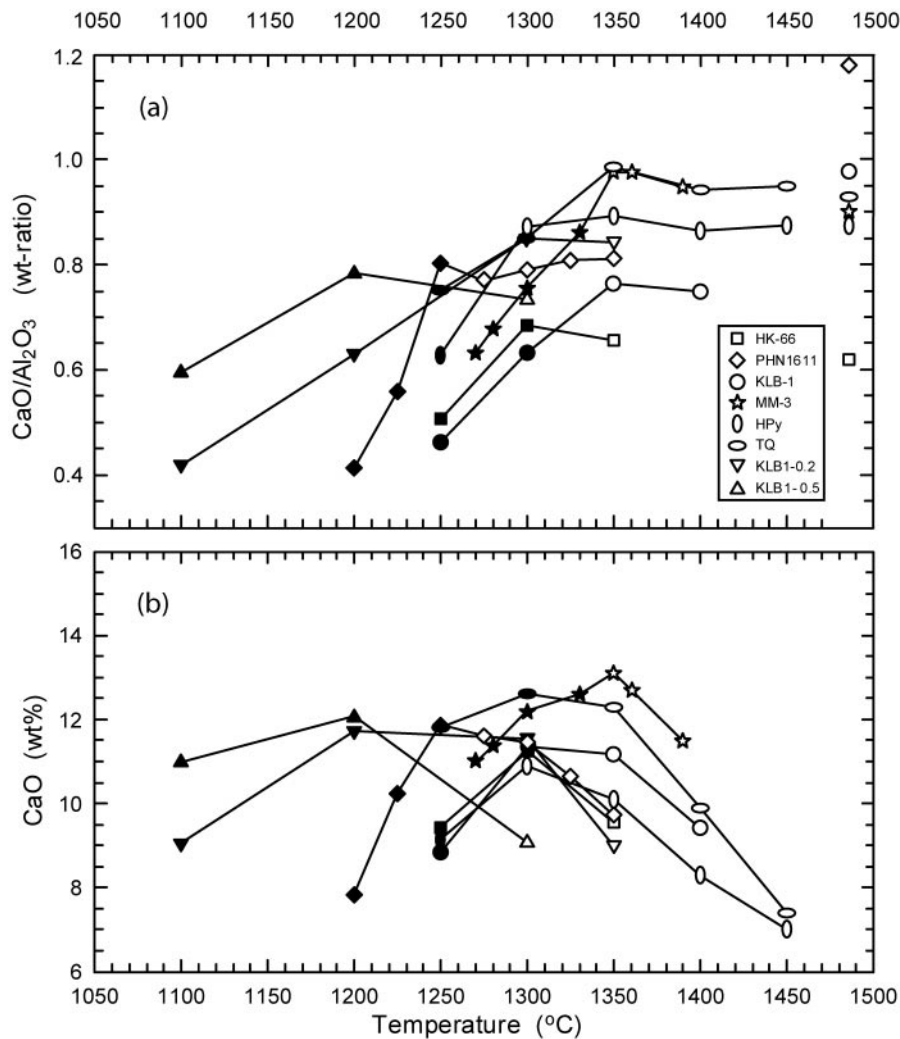 1050 1100 1150 1200 1250 1300 1350 1400 1450 1500
1.2
(a)
1.0
0.8
0.6
0.4
CaO/Al₂O₃ (wt-ratio)
HK-66
PHN1611
KLB-1
MM-3
HPy
TQ
KLB1-0.2
KLB1-0.5
16
(b)
14
12
10
8
6
CaO (wt%)
1050 1100 1150 1200 1250 1300 1350 1400 1450 1500
Temperature (°C)